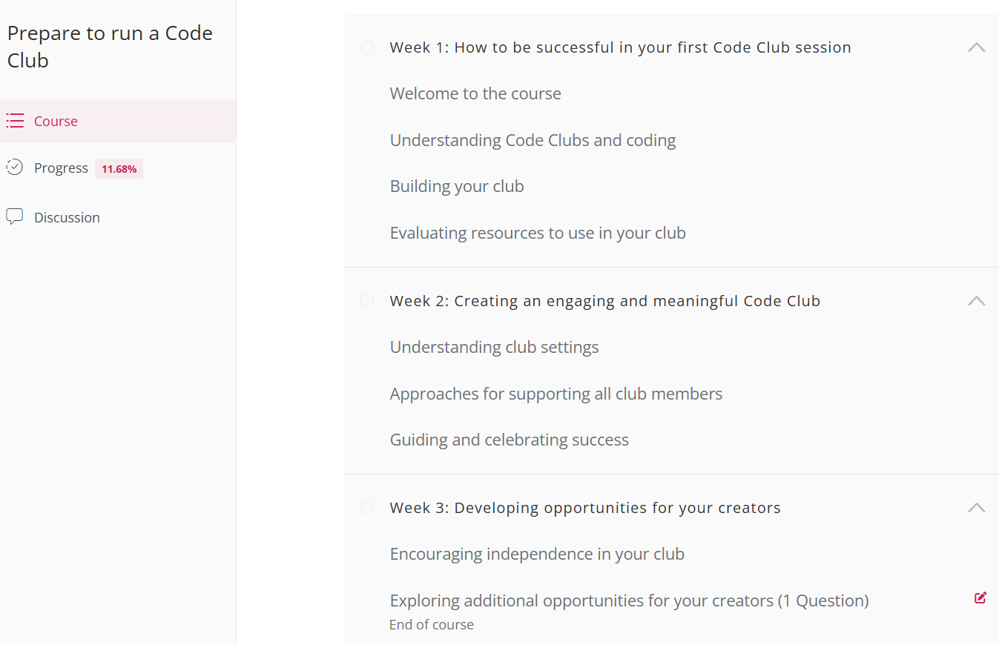 Prepare to run a Code
Club
Course
Progress 11.68%
Discussion
Week 1: How to be successful in your first Code Club session
Welcome to the course
Understanding Code Clubs and coding
Building your club
Evaluating resources to use in your club
Week 2: Creating an engaging and meaningful Code Club
Understanding club settings
Approaches for supporting all club members
Guiding and celebrating success
Week 3: Developing opportunities for your creators
Encouraging independence in your club
Exploring additional opportunities for your creators (1 Question)
End of course